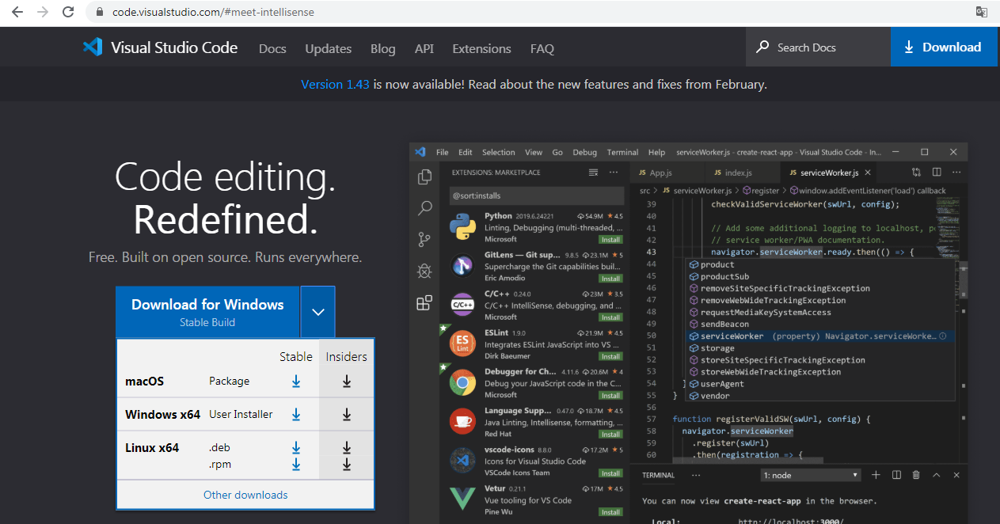 code.visualstudio.com/#meet-intellisense
Visual Studio Code Docs Updates Blog API Extensions FAQ Search Docs Download
Version 1.43 is now available! Read about the new features and fixes from February.
Code editing.
Redefined.
Free. Built on open source. Runs everywhere.
Download for Windows
Stable Build
Stable Insiders
macOS Package
Windows x64 User Installer
Linux x64 .deb
.rpm
Other downloads
File Edit Selection View Go Debug Terminal Help serviceWorker.js - create-react-app - Visual Studio Code - In...
EXTENSIONS: MARKETPLACE
@sort:installs
Python 2019.6.24221 54.9M 4.5
Linting, Debugging (multi-threaded, ...
Microsoft Install
GitLens — Git sup... 9.8.5 23.1M 5
Supercharge the Git capabilities buil...
Eric Amodio Install
C/C++ 0.24.0 23M 3.5
C/C++ IntelliSense, debugging, and ...
Microsoft Install
ESLint 1.9.0 21.9M 4.5
Integrates ESLint JavaScript into VS ...
Dirk Baeumer Install
Debugger for Ch... 4.11.6 20.6M 4
Debug your JavaScript code in the C...
Microsoft Install
Language Supp... 0.47.0 18.7M 4.5
Java Linting, Intellisense, formatting, ...
Red Hat Install
vscode-icons 8.8.0 17.2M 5
Icons for Visual Studio Code
VSCode Icons Team Install
Vetur 0.21.1 17M 4.5
Vue tooling for VS Code
Pine Wu Install
C/C++
ES
Lint
JS App.js JS index.js JS serviceWorker.js
src > JS serviceWorker.js > register > window.addEventListener('load') callback
39 checkValidServiceWorker(swUrl, config);
40
41 // Add some additional logging to localhost, po
42 // service worker/PWA documentation.
43 navigator.serviceWorker.ready.then(() => {
44 product
45 productSub
46 removeSiteSpecificTrackingException
47 removeWebWideTrackingException
48 requestMediaKeySystemAccess
49 sendBeacon
50 serviceWorker (property) Navigator.serviceWorke...
51 storage
52 storeSiteSpecificTrackingException
53 storeWebWideTrackingException
54 } userAgent
55 } vendor
56
57 function registerValidSW(swUrl, config) {
58 navigator.serviceWorker
59 .register(swUrl)
60 .then(registration => {
TERMINAL ... 1: node
You can now view create-react-app in the browser.
Local: http://localhost:3000/